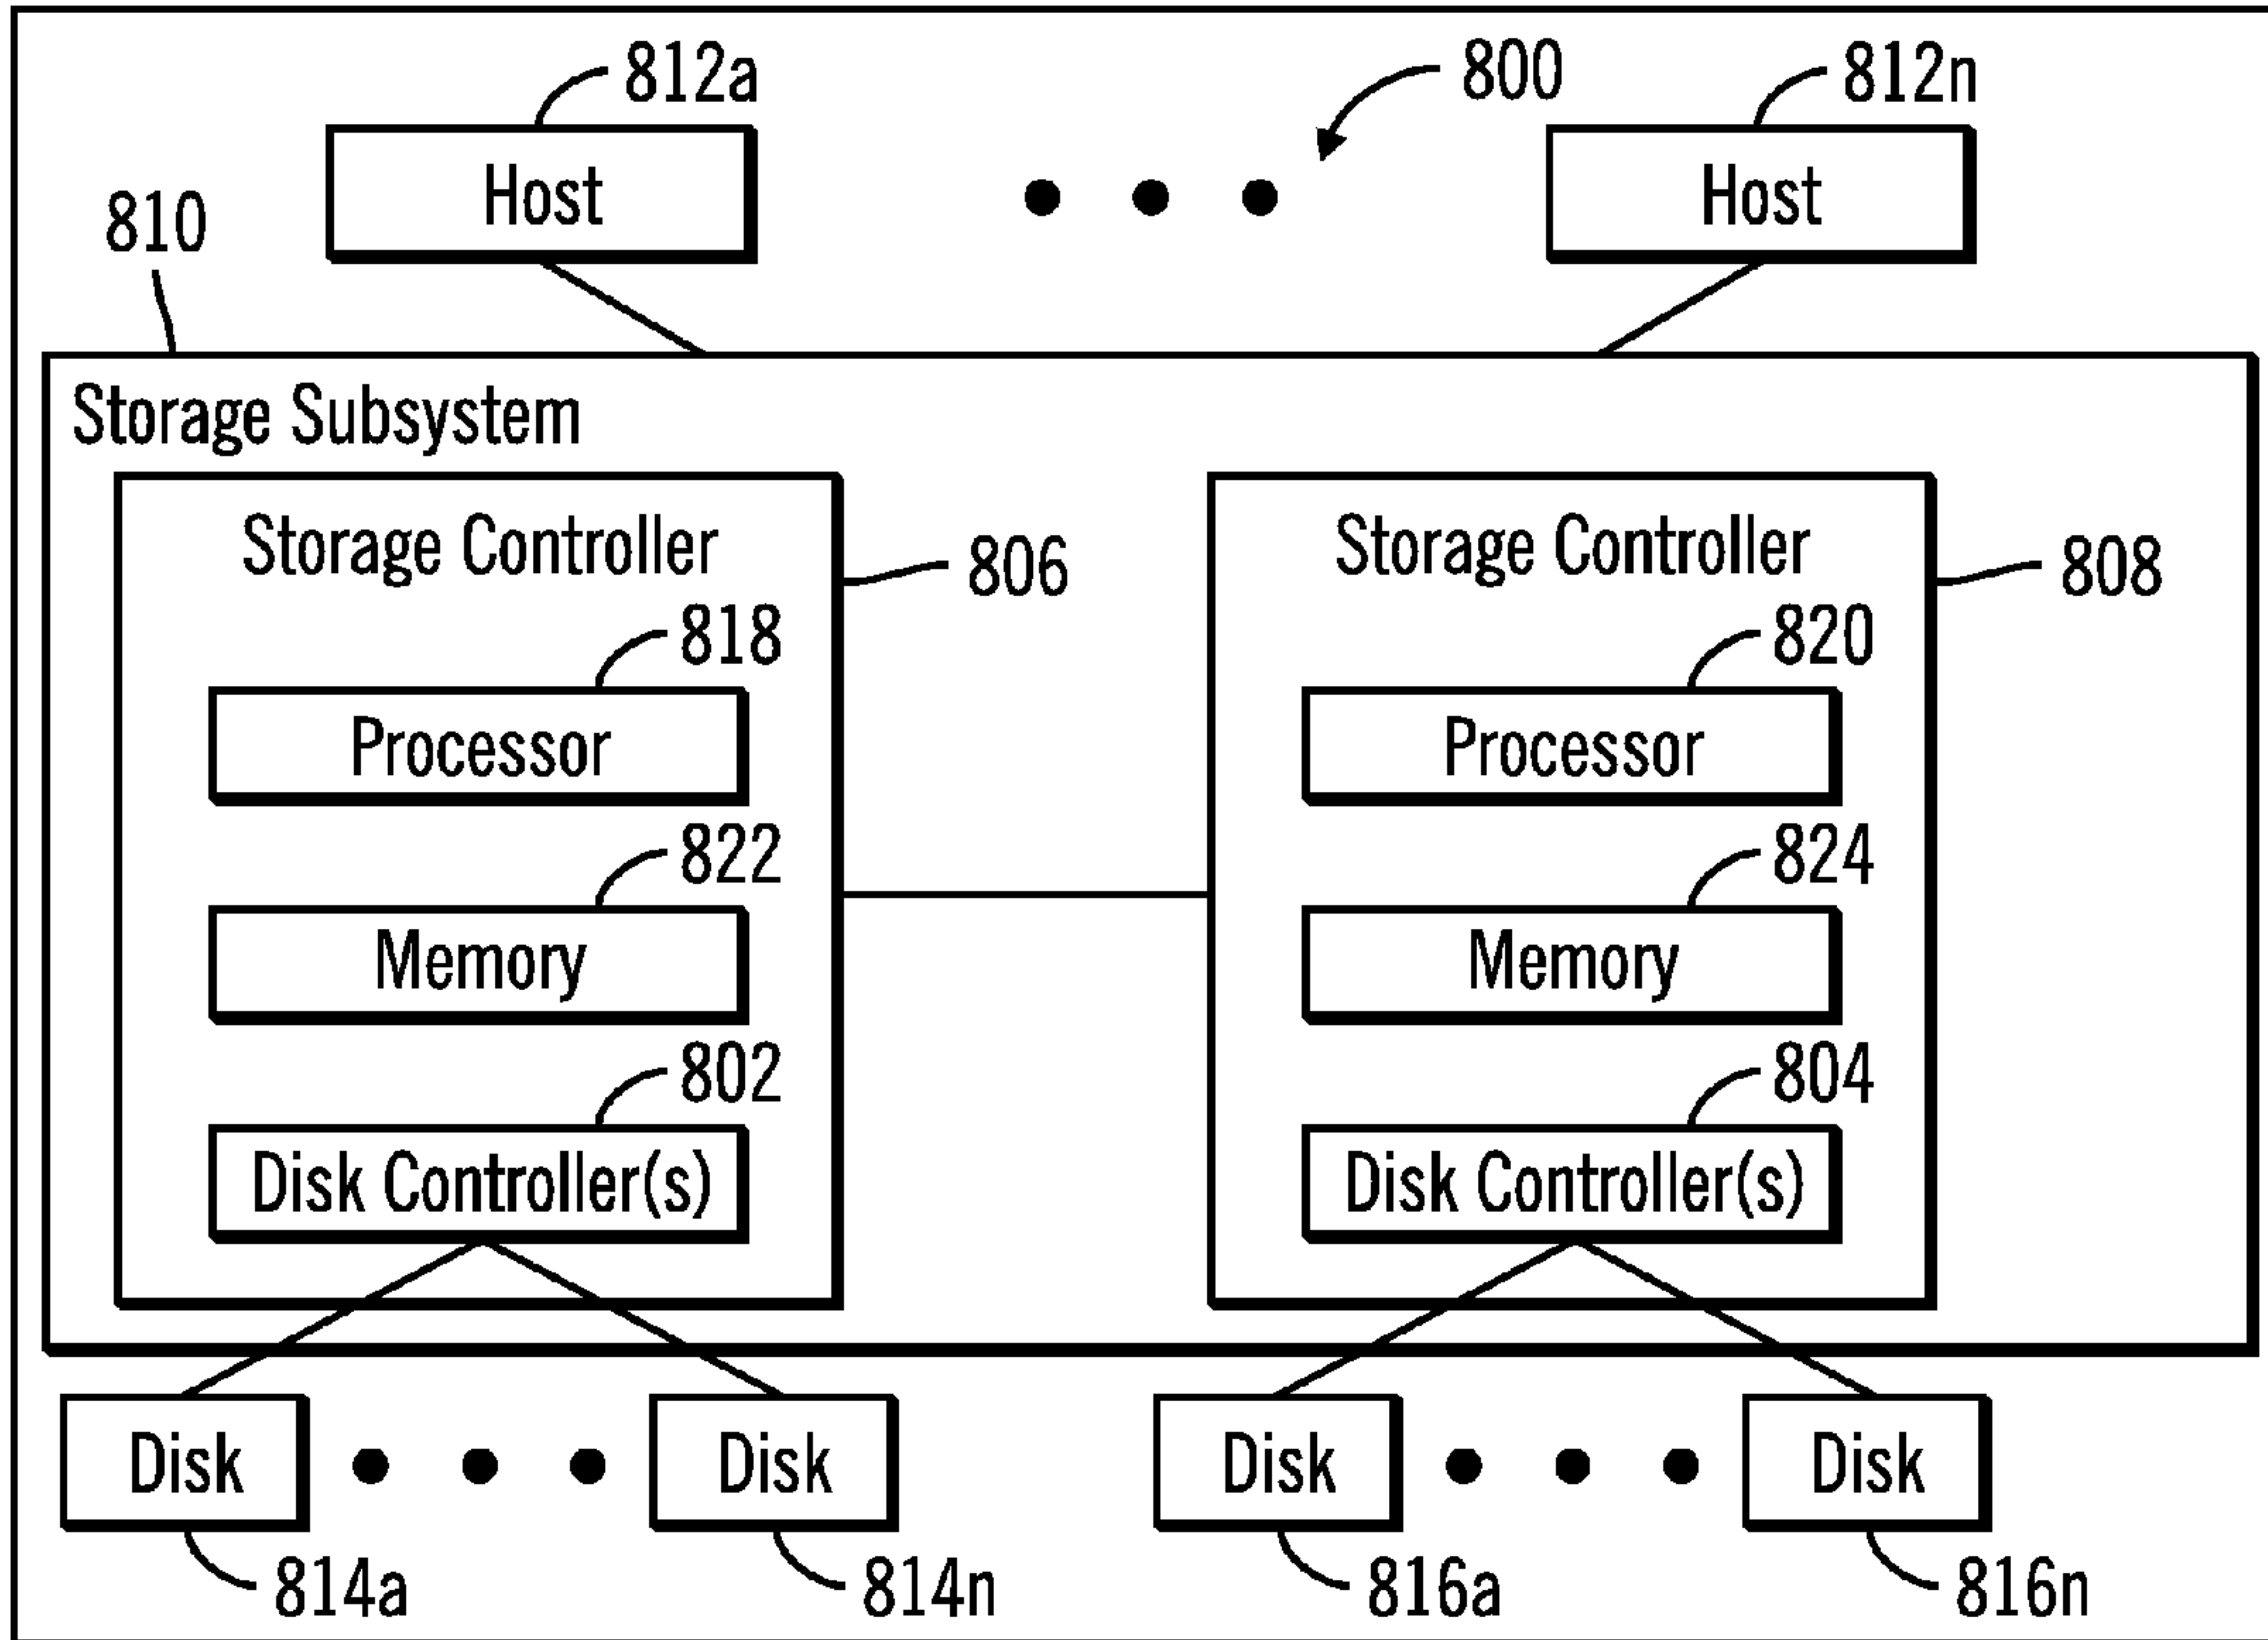 812a
800
812n
Host
Host
810
Storage Subsystem
Storage Controller
806
818
Processor
822
Memory
802
Disk Controller(s)
Storage Controller
808
820
Processor
824
Memory
804
Disk Controller(s)
Disk
Disk
Disk
Disk
814a
814n
816a
816n